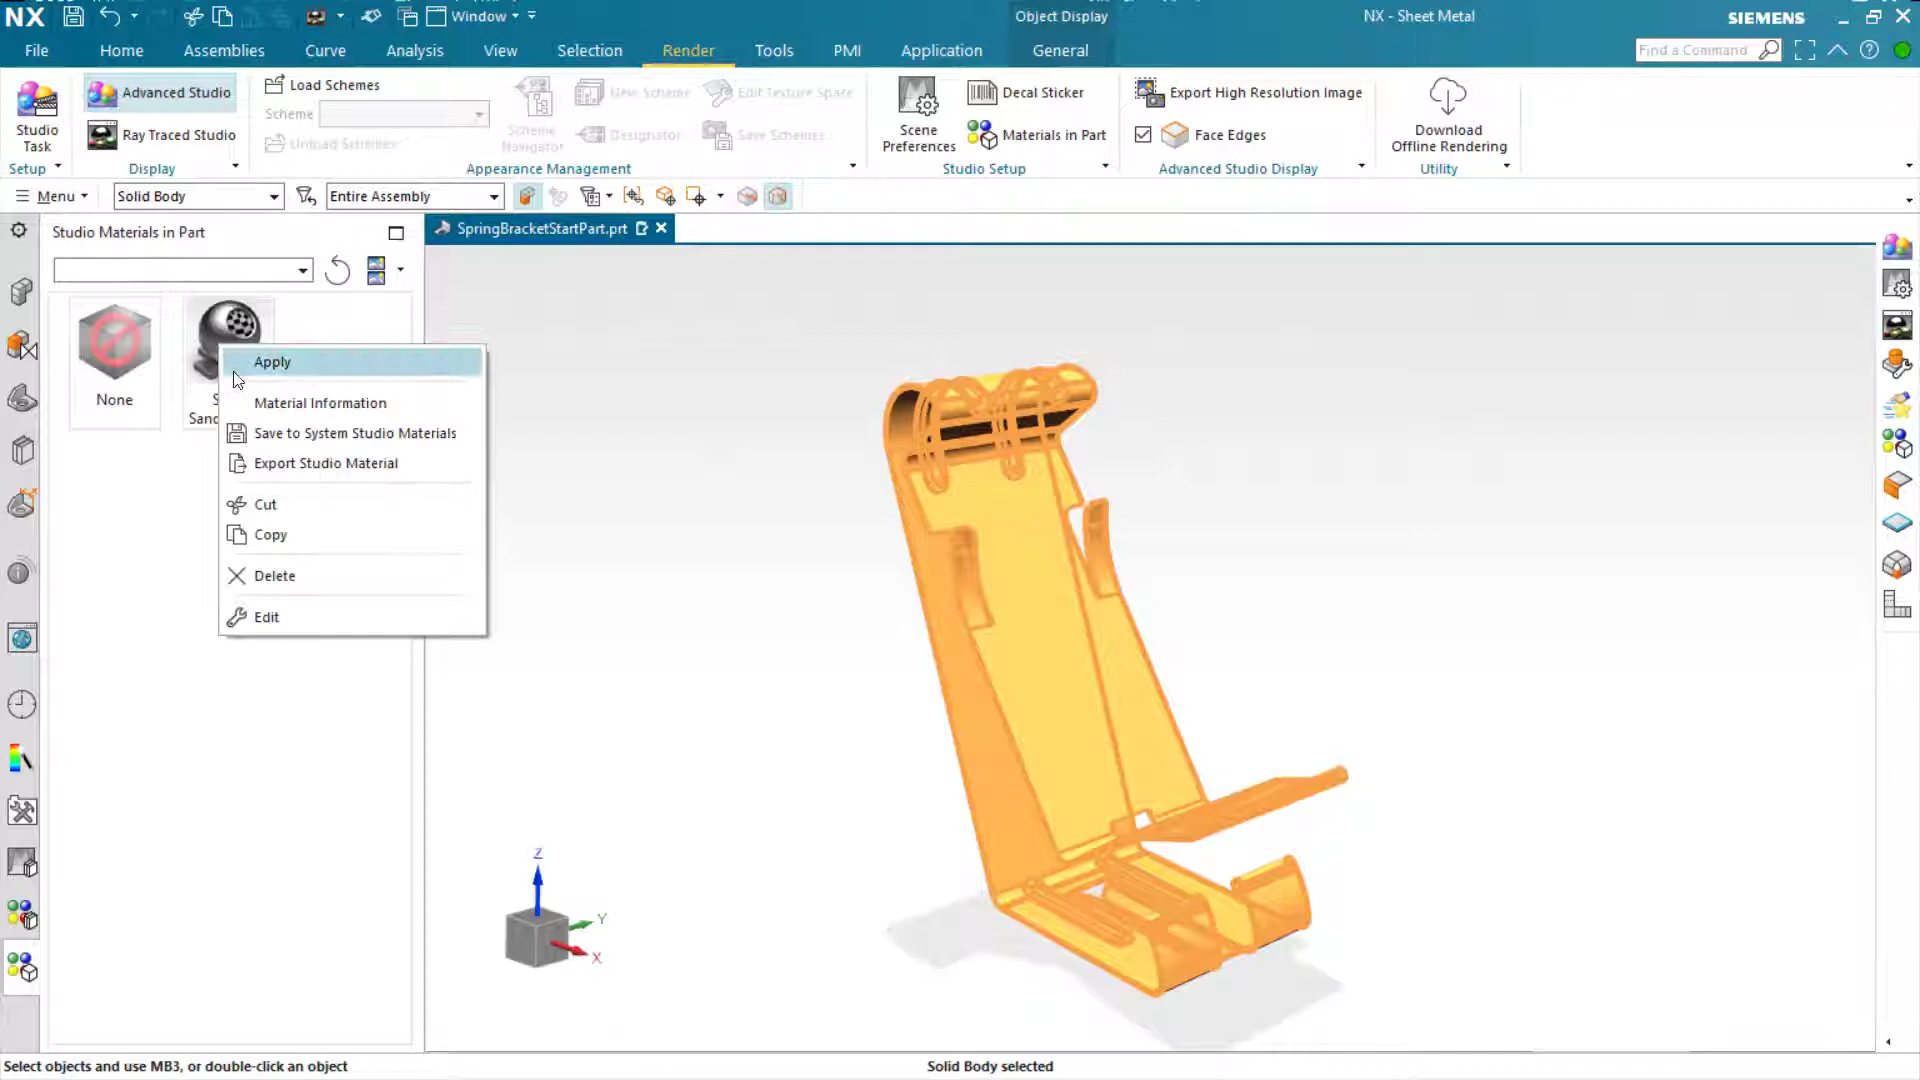 NX
Window
Object Display
NX - Sheet Metal
SIEMENS
File
Home
Assemblies
Curve
Analysis
View
Selection
Render
Tools
PMI
Application
General
Find a Command
Studio
Task
Setup
Advanced Studio
Ray Traced Studio
Display
Load Schemes
Scheme
Unload Schemes
Scheme
Navigator
New Scheme
Designator
Edit Texture Space
Save Schemes
Appearance Management
Scene
Preferences
Decal Sticker
Materials in Part
Studio Setup
Export High Resolution Image
Face Edges
Advanced Studio Display
Download
Offline Rendering
Utility
Menu
Solid Body
Entire Assembly
Studio Materials in Part
SpringBracketStartPart.prt
None
Apply
Material Information
Save to System Studio Materials
Export Studio Material
Cut
Copy
Delete
Edit
Z
Y
X
Select objects and use MB3, or double-click an object
Solid Body selected